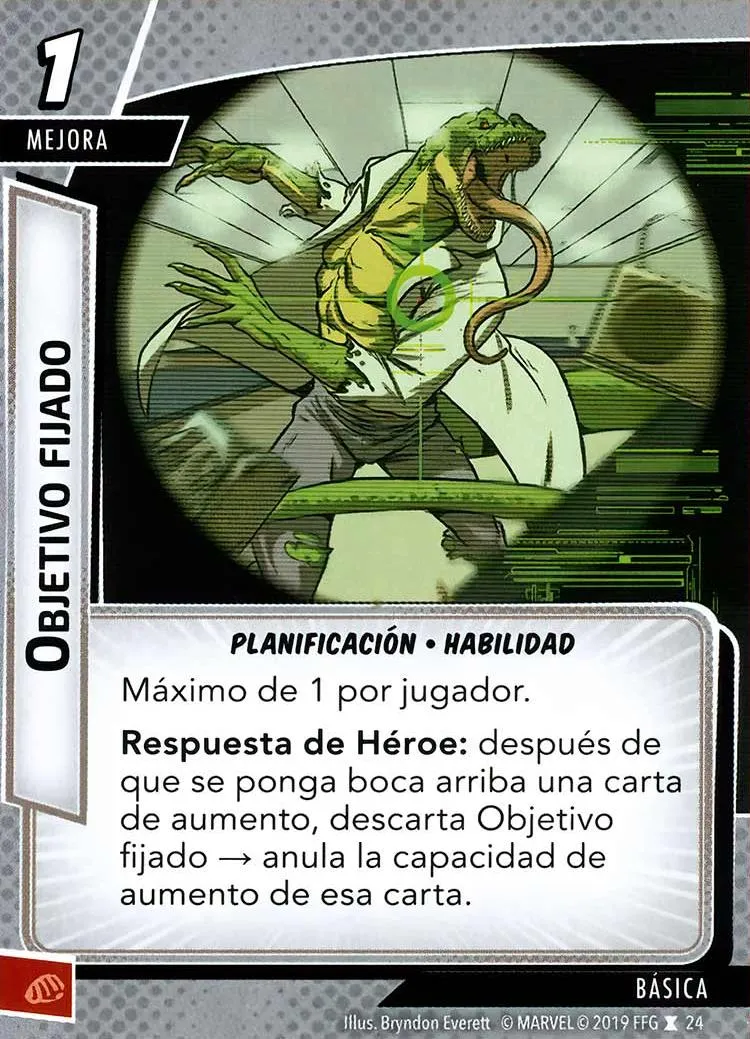 1
MEJORA
OBJETIVO FIJADO
PLANIFICACIÓN • HABILIDAD
Máximo de 1 por jugador.
Respuesta de Héroe: después de
que se ponga boca arriba una carta
de aumento, descarta Objetivo
fijado → anula la capacidad de
aumento de esa carta.
BÁSICA
Illus. Bryndon Everett © MARVEL © 2019 FFG 24